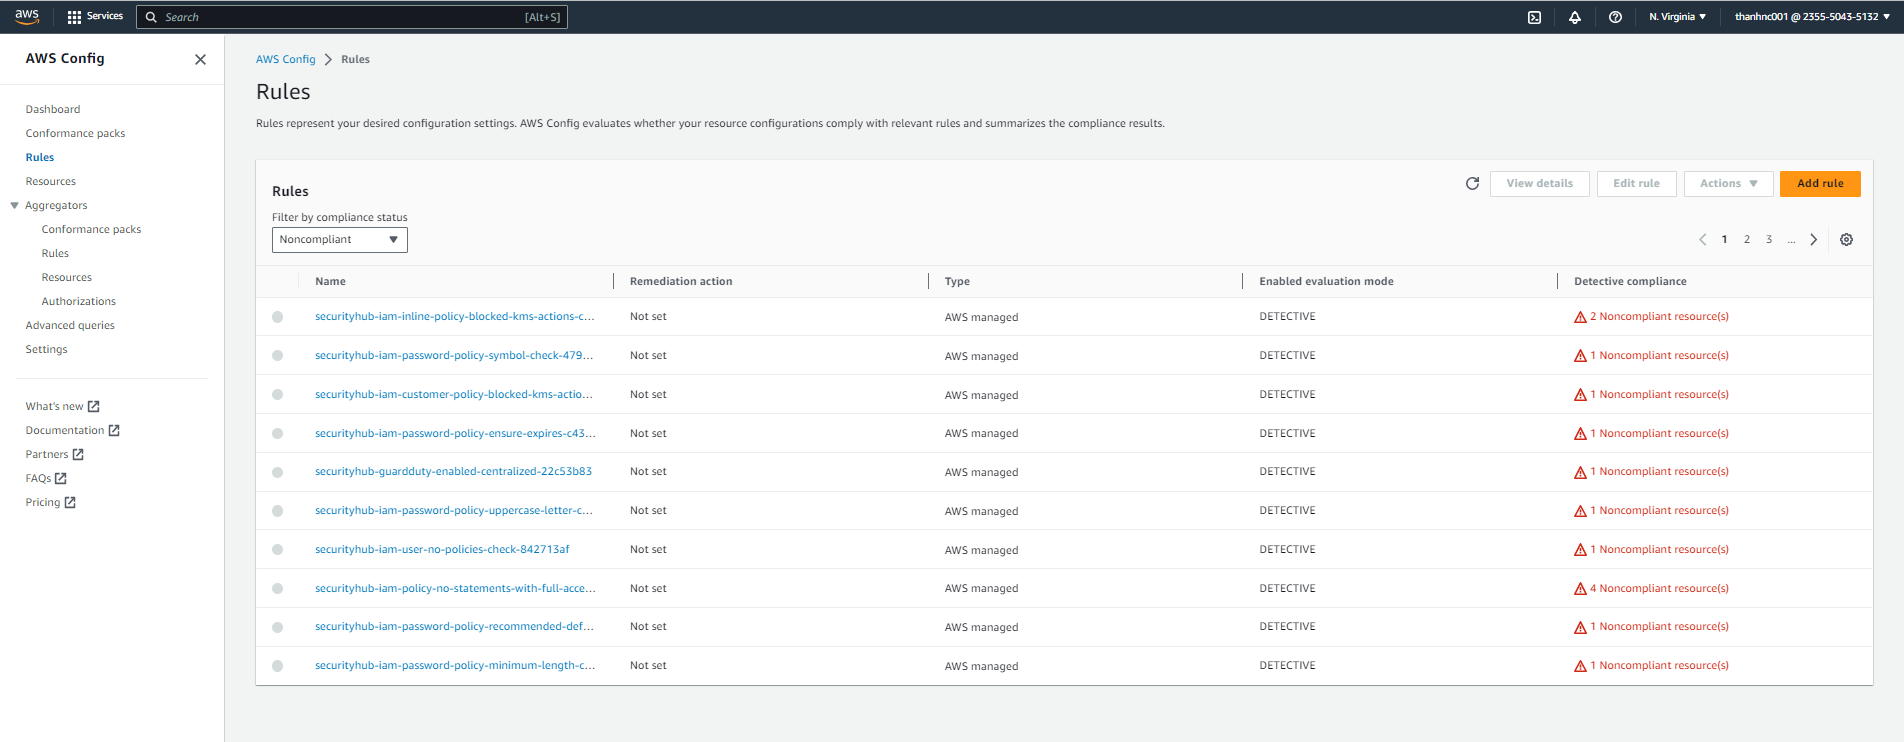 aws Services Search [Alt+S] N. Virginia thanhnc001 @ 2355-5043-5132
AWS Config
Dashboard
Conformance packs
Rules
Resources
Aggregators
Conformance packs
Rules
Resources
Authorizations
Advanced queries
Settings
What's new
Documentation
Partners
FAQs
Pricing
AWS Config > Rules
Rules
Rules represent your desired configuration settings. AWS Config evaluates whether your resource configurations comply with relevant rules and summarizes the compliance results.
Rules View details Edit rule Actions Add rule
Filter by compliance status
Noncompliant 1 2 3 ...
Name Remediation action Type Enabled evaluation mode Detective compliance
securityhub-iam-inline-policy-blocked-kms-actions-c... Not set AWS managed DETECTIVE 2 Noncompliant resource(s)
securityhub-iam-password-policy-symbol-check-479... Not set AWS managed DETECTIVE 1 Noncompliant resource(s)
securityhub-iam-customer-policy-blocked-kms-actio... Not set AWS managed DETECTIVE 1 Noncompliant resource(s)
securityhub-iam-password-policy-ensure-expires-c43... Not set AWS managed DETECTIVE 1 Noncompliant resource(s)
securityhub-guardduty-enabled-centralized-22c53b83 Not set AWS managed DETECTIVE 1 Noncompliant resource(s)
securityhub-iam-password-policy-uppercase-letter-c... Not set AWS managed DETECTIVE 1 Noncompliant resource(s)
securityhub-iam-user-no-policies-check-842713af Not set AWS managed DETECTIVE 1 Noncompliant resource(s)
securityhub-iam-policy-no-statements-with-full-acce... Not set AWS managed DETECTIVE 4 Noncompliant resource(s)
securityhub-iam-password-policy-recommended-def... Not set AWS managed DETECTIVE 1 Noncompliant resource(s)
securityhub-iam-password-policy-minimum-length-c... Not set AWS managed DETECTIVE 1 Noncompliant resource(s)